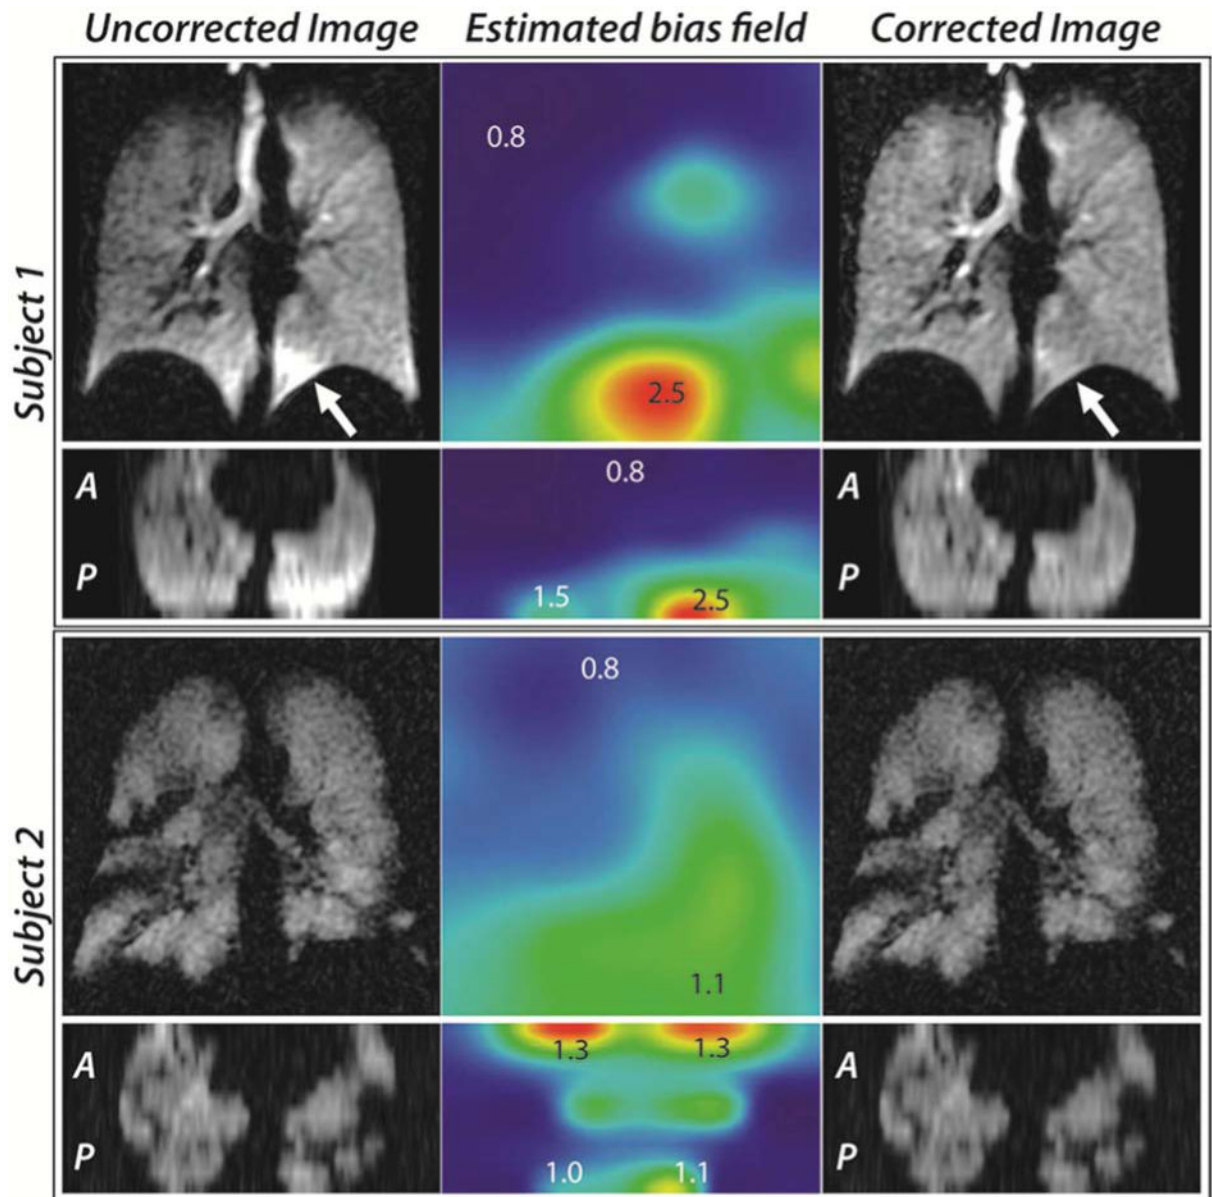 Uncorrected Image Estimated bias field Corrected Image
Subject 1
0.8
2.5
A
P
0.8
1.5 2.5
A
P
Subject 2
0.8
1.1
A
P
1.3 1.3
1.0 1.1
A
P